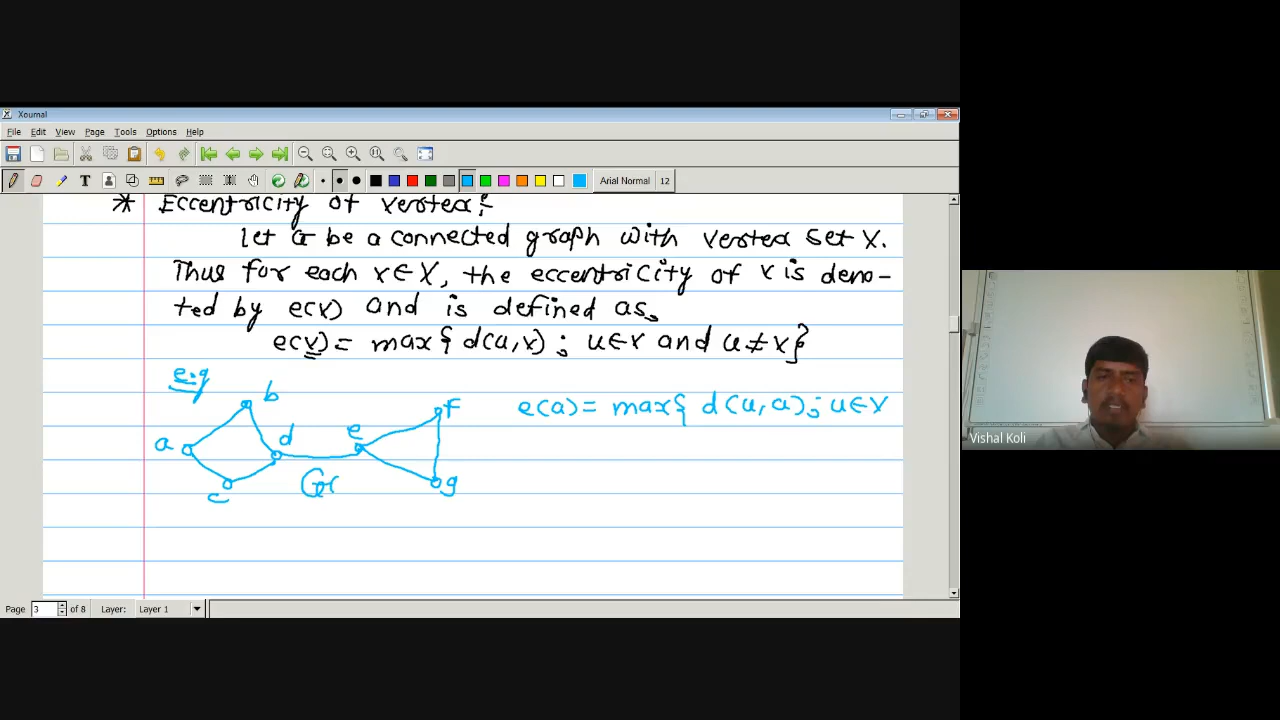 Xournal
File Edit View Page Tools Options Help
T Arial Normal 12
* Eccentricity of vertex:
Let G be a connected graph with vertex set X.
Thus for each x∈X, the eccentricity of x is deno-
ted by e(x) and is defined as,
e(x) = max{ d(u,x) ; u∈X and u≠x}
e.g
b
f
e(a) = max{ d(u,a) ; u∈X
a
d
e
c
G
g
Vishal Koli
Page 3 of 8 Layer: Layer 1